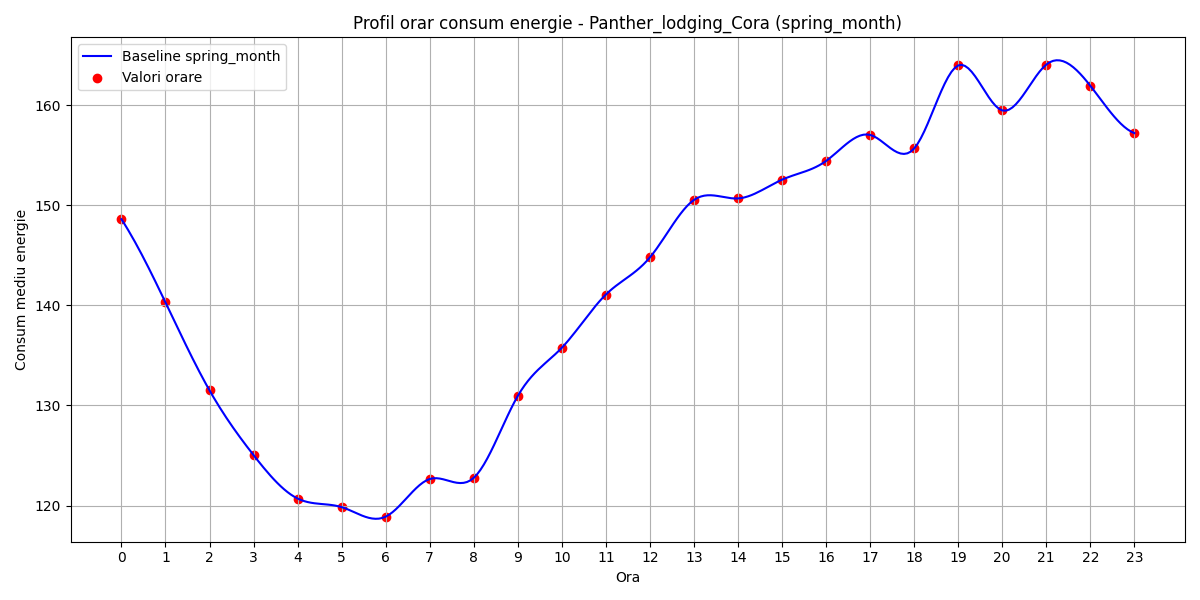 Profil orar consum energie - Panther_lodging_Cora (spring_month)
Baseline spring_month
Valori orare
Consum mediu energie
160
150
140
130
120
0 1 2 3 4 5 6 7 8 9 10 11 12 13 14 15 16 17 18 19 20 21 22 23
Ora